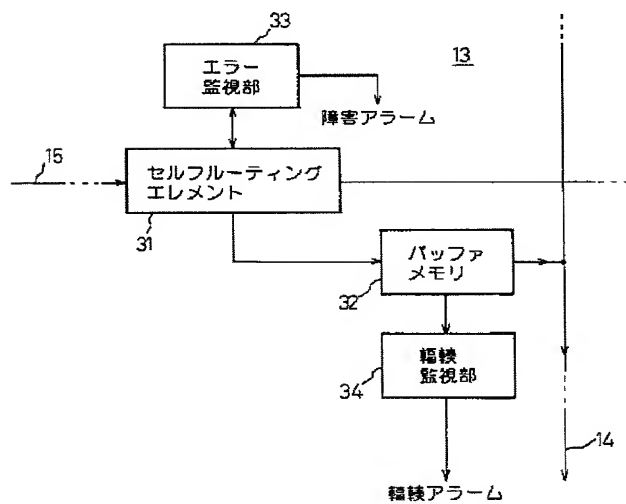 33
13
エラー
監視部
障害アラーム
15
セルフルーティング
エレメント
31
バッファ
メモリ
32
輻輳
監視部
34
14
輻輳アラーム